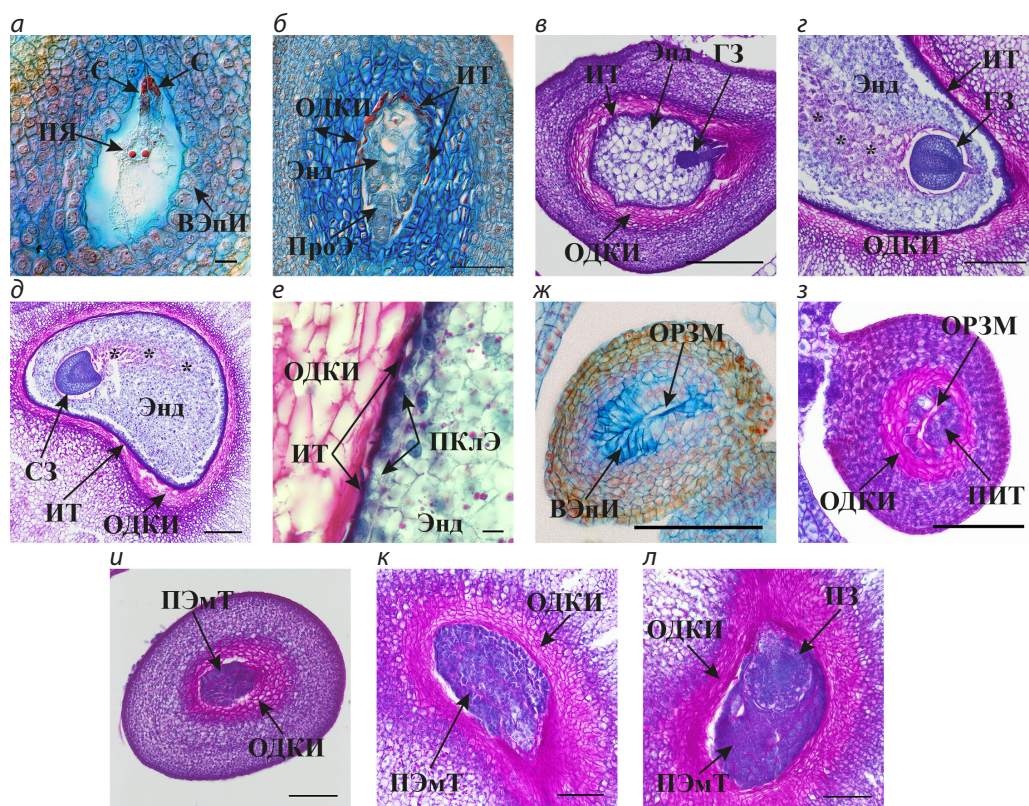 а
С
С
ПЯ
ВЭпИ
б
ИТ
ОДКИ
Энд
ПроЭ
в
Энд
ГЗ
ИТ
ОДКИ
г
ИТ
Энд
ГЗ
* * *
ОДКИ
д
* * *
Энд
СЗ
ИТ
ОДКИ
е
ОДКИ
ИТ
ПКлЭ
Энд
ж
ОРЗМ
ВЭпИ
з
ОРЗМ
ОДКИ
ПИТ
и
ПЭмТ
ОДКИ
к
ОДКИ
ПЭмТ
л
ПЗ
ОДКИ
ПЭмТ